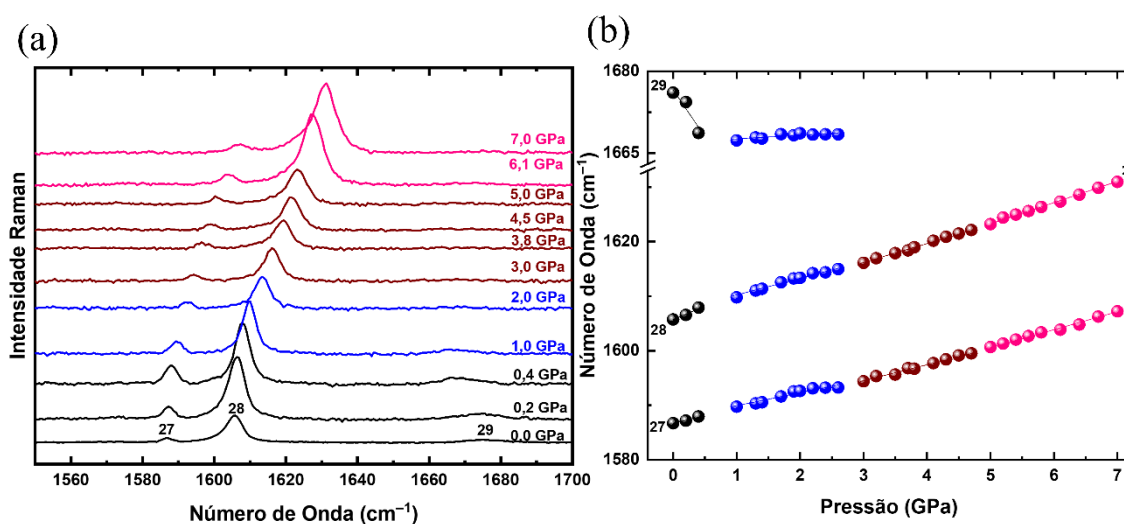 (a)
Intensidade Raman
7,0 GPa
6,1 GPa
5,0 GPa
4,5 GPa
3,8 GPa
3,0 GPa
2,0 GPa
1,0 GPa
0,4 GPa
0,2 GPa
0,0 GPa
27
28
29
1560 1580 1600 1620 1640 1660 1680 1700
Número de Onda (cm⁻¹)
(b)
Número de Onda (cm⁻¹)
1680
1665
1620
1600
1580
29
28
27
0 1 2 3 4 5 6 7
Pressão (GPa)